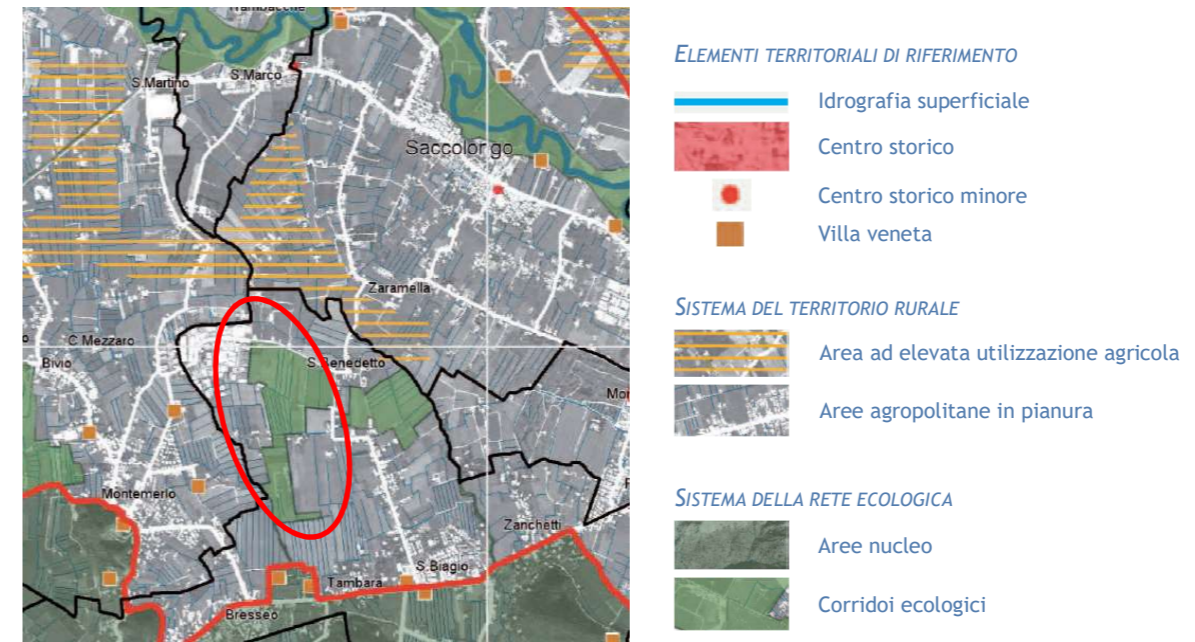 S.Martino
S.Marco
Saccolongo
Zaramella
C Mezzaro
Bivio
S.Benedetto
Montemerlo
Zanchetti
S.Biagio
Tambara
Bresseo
ELEMENTI TERRITORIALI DI RIFERIMENTO
Idrografia superficiale
Centro storico
Centro storico minore
Villa veneta
SISTEMA DEL TERRITORIO RURALE
Area ad elevata utilizzazione agricola
Aree agropolitane in pianura
SISTEMA DELLA RETE ECOLOGICA
Aree nucleo
Corridoi ecologici